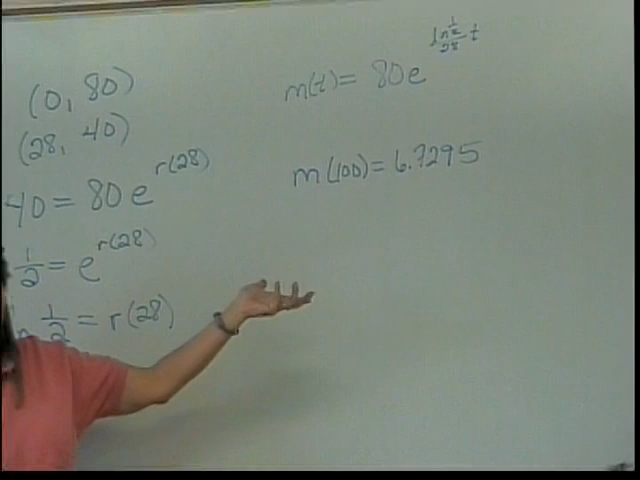 (0, 80)
(28, 40)
40 = 80e^{r(28)}
1/2 = e^{r(28)}
1/2 = r(28)
m(t) = 80e^{\frac{ln 1/2}{28} t}
m(100) = 6.7295